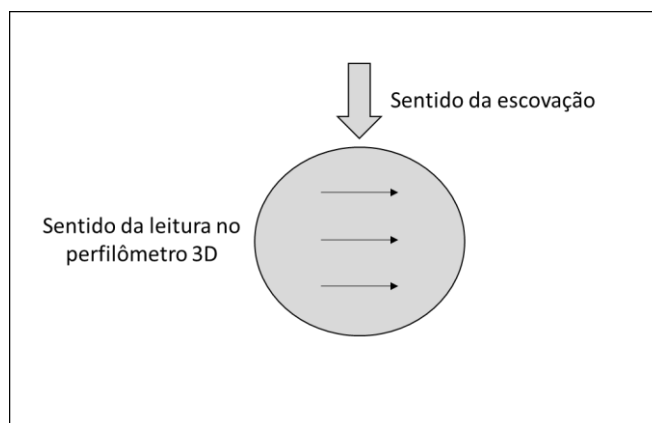 Sentido da escovação
Sentido da leitura no
perfilômetro 3D